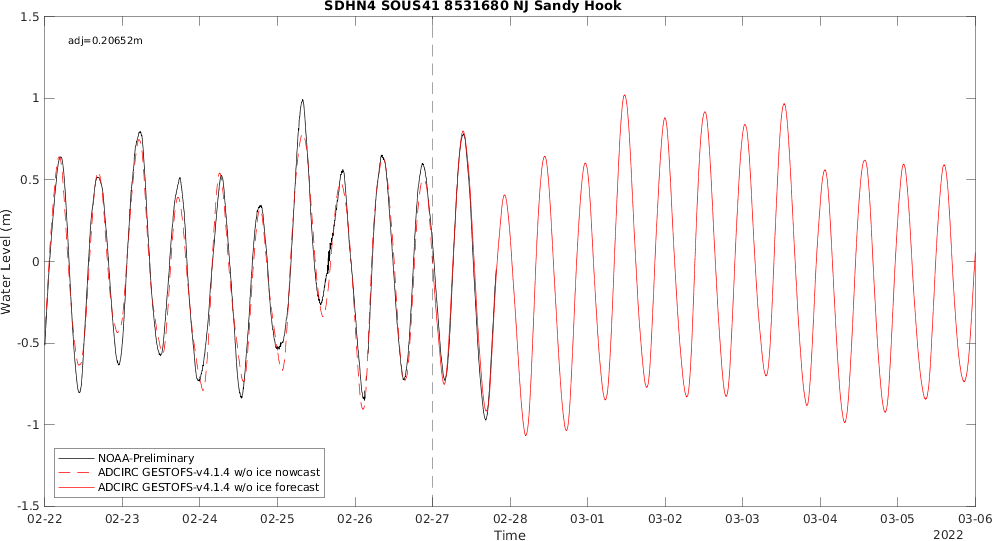 SDHN4 SOUS41 8531680 NJ Sandy Hook
adj=0.20652m
1.5
1
0.5
0
-0.5
-1
-1.5
Water Level (m)
NOAA-Preliminary
ADCIRC GESTOFS-v4.1.4 w/o ice nowcast
ADCIRC GESTOFS-v4.1.4 w/o ice forecast
02-22 02-23 02-24 02-25 02-26 02-27 02-28 03-01 03-02 03-03 03-04 03-05 03-06
Time
2022